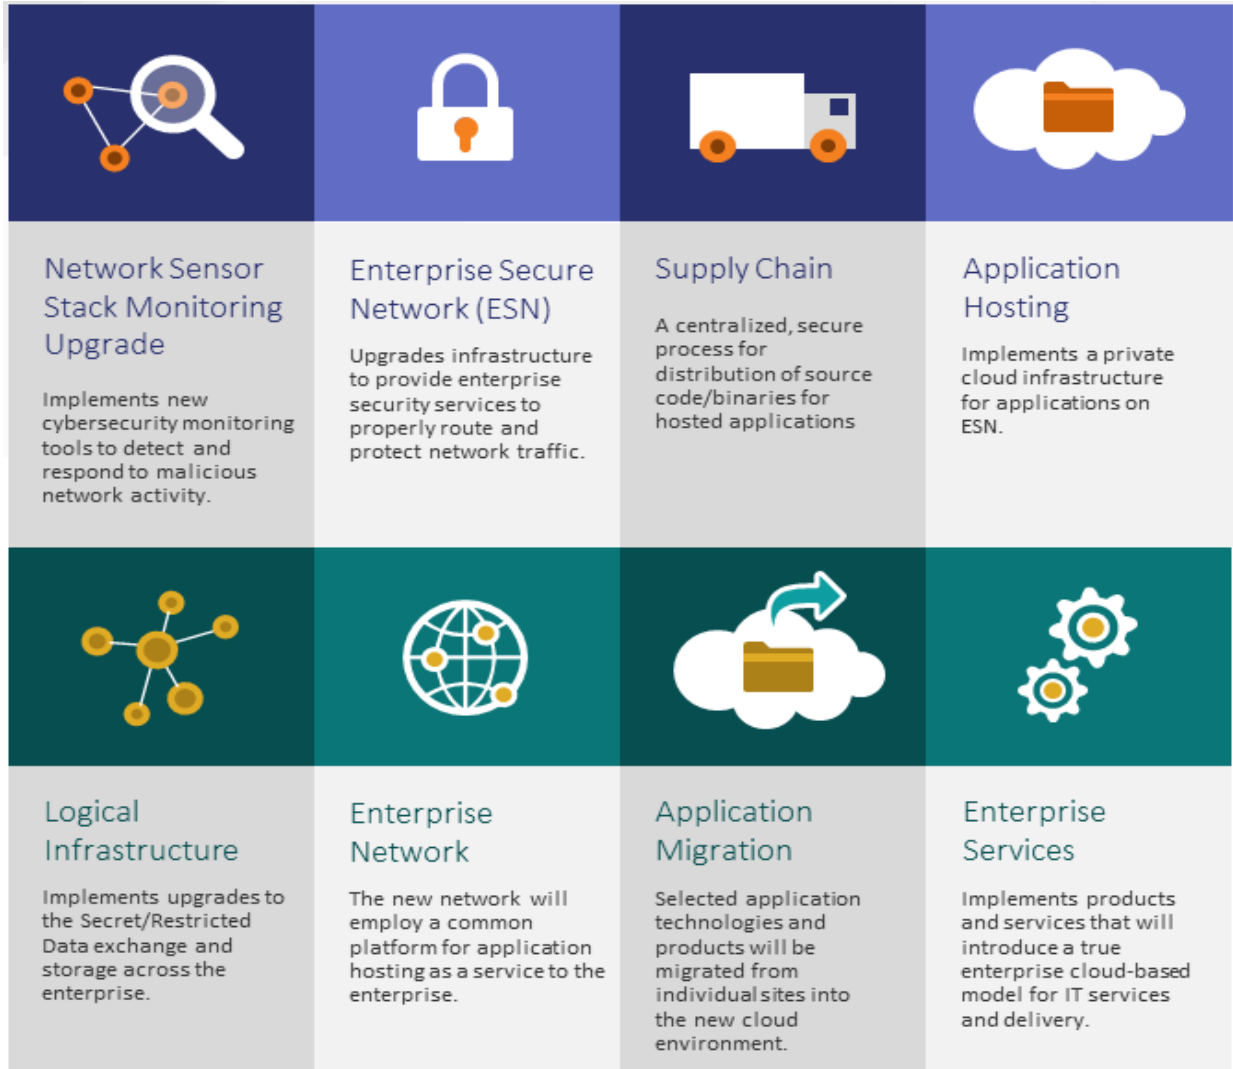 Network Sensor
Stack Monitoring
Upgrade
Implements new
cybersecurity monitoring
tools to detect and
respond to malicious
network activity.
Enterprise Secure
Network (ESN)
Upgrades infrastructure
to provide enterprise
security services to
properly route and
protect network traffic.
Supply Chain
A centralized, secure
process for
distribution of source
code/binaries for
hosted applications
Application
Hosting
Implements a private
cloud infrastructure
for applications on
ESN.
Logical
Infrastructure
Implements upgrades to
the Secret/Restricted
Data exchange and
storage across the
enterprise.
Enterprise
Network
The new network will
employ a common
platform for application
hosting as a service to the
enterprise.
Application
Migration
Selected application
technologies and
products will be
migrated from
individual sites into
the new cloud
environment.
Enterprise
Services
Implements products
and services that will
introduce a true
enterprise cloud-based
model for IT services
and delivery.